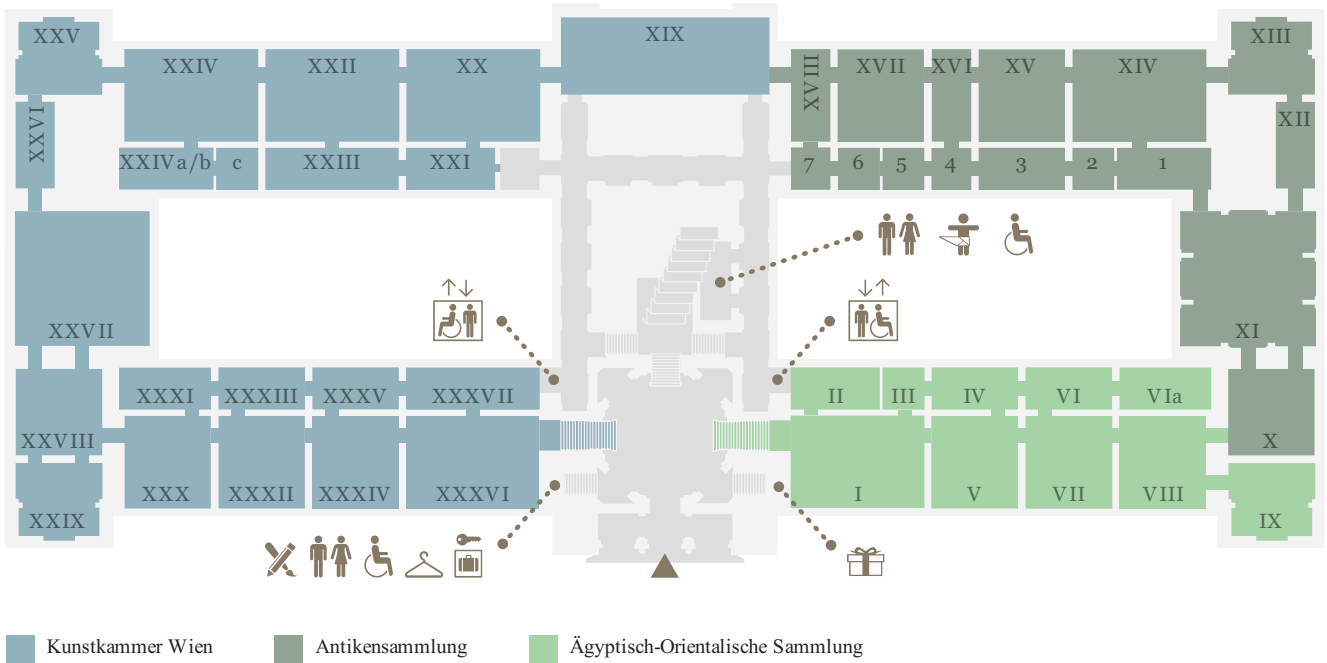 XXV
XXIV
XXII
XX
XIX
XVIII
XVII
XVI
XV
XIV
XIII
XXVI
XII
XXIVa/b
c
XXIII
XXI
7
6
5
4
3
2
1
XXVII
XI
XXXI
XXXIII
XXXV
XXXVII
II
III
IV
VI
VIa
XXVIII
X
XXX
XXXII
XXXIV
XXXVI
I
V
VII
VIII
XXIX
IX
Kunstkammer Wien
Antikensammlung
Ägyptisch-Orientalische Sammlung